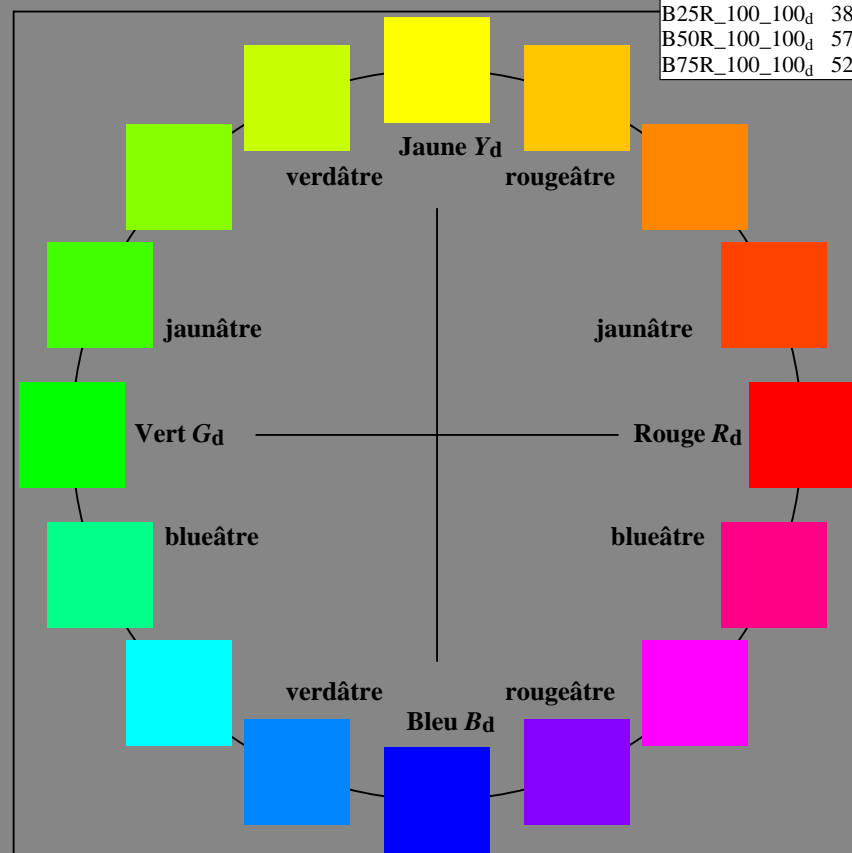 B25R_100_100d 38
B50R_100_100d 57
B75R_100_100d 52
Jaune Yd
verdâtre rougeâtre
jaunâtre jaunâtre
Vert Gd Rouge Rd
blueâtre blueâtre
verdâtre rougeâtre
Bleu Bd